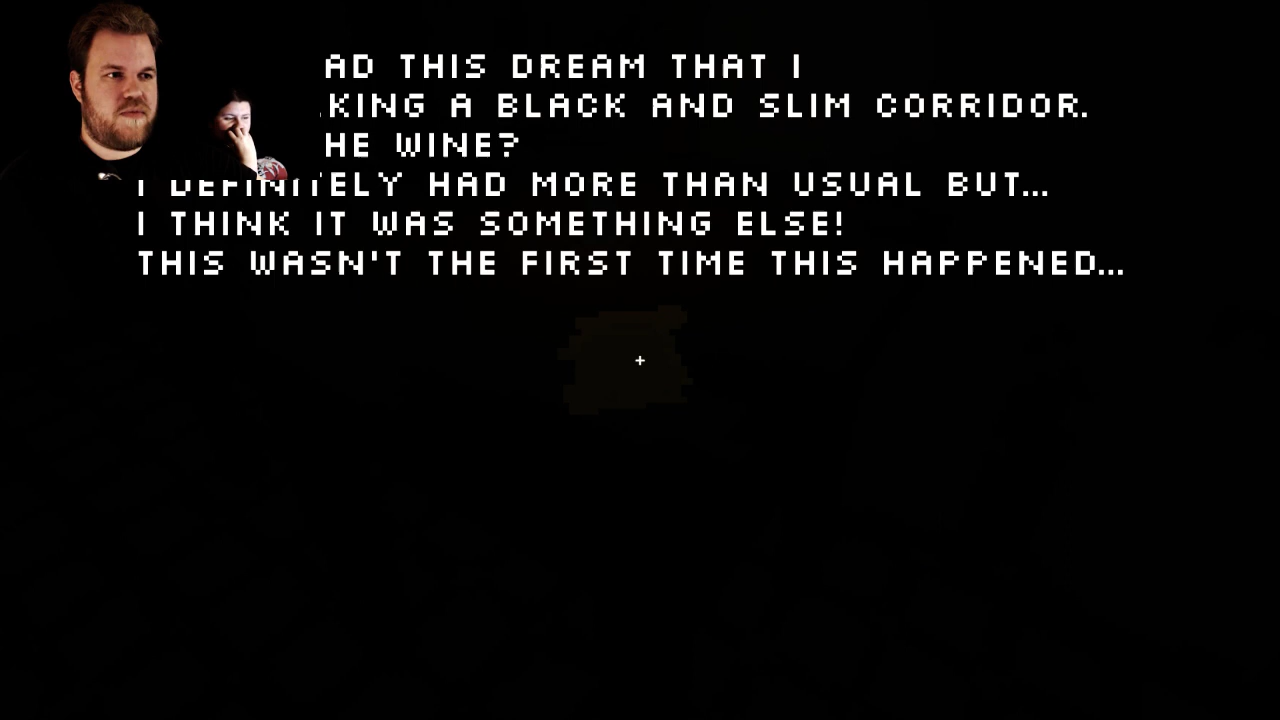 AD THIS DREAM THAT I
KING A BLACK AND SLIM CORRIDOR.
HE WINE?
I DEFINITELY HAD MORE THAN USUAL BUT...
I THINK IT WAS SOMETHING ELSE!
THIS WASN'T THE FIRST TIME THIS HAPPENED...